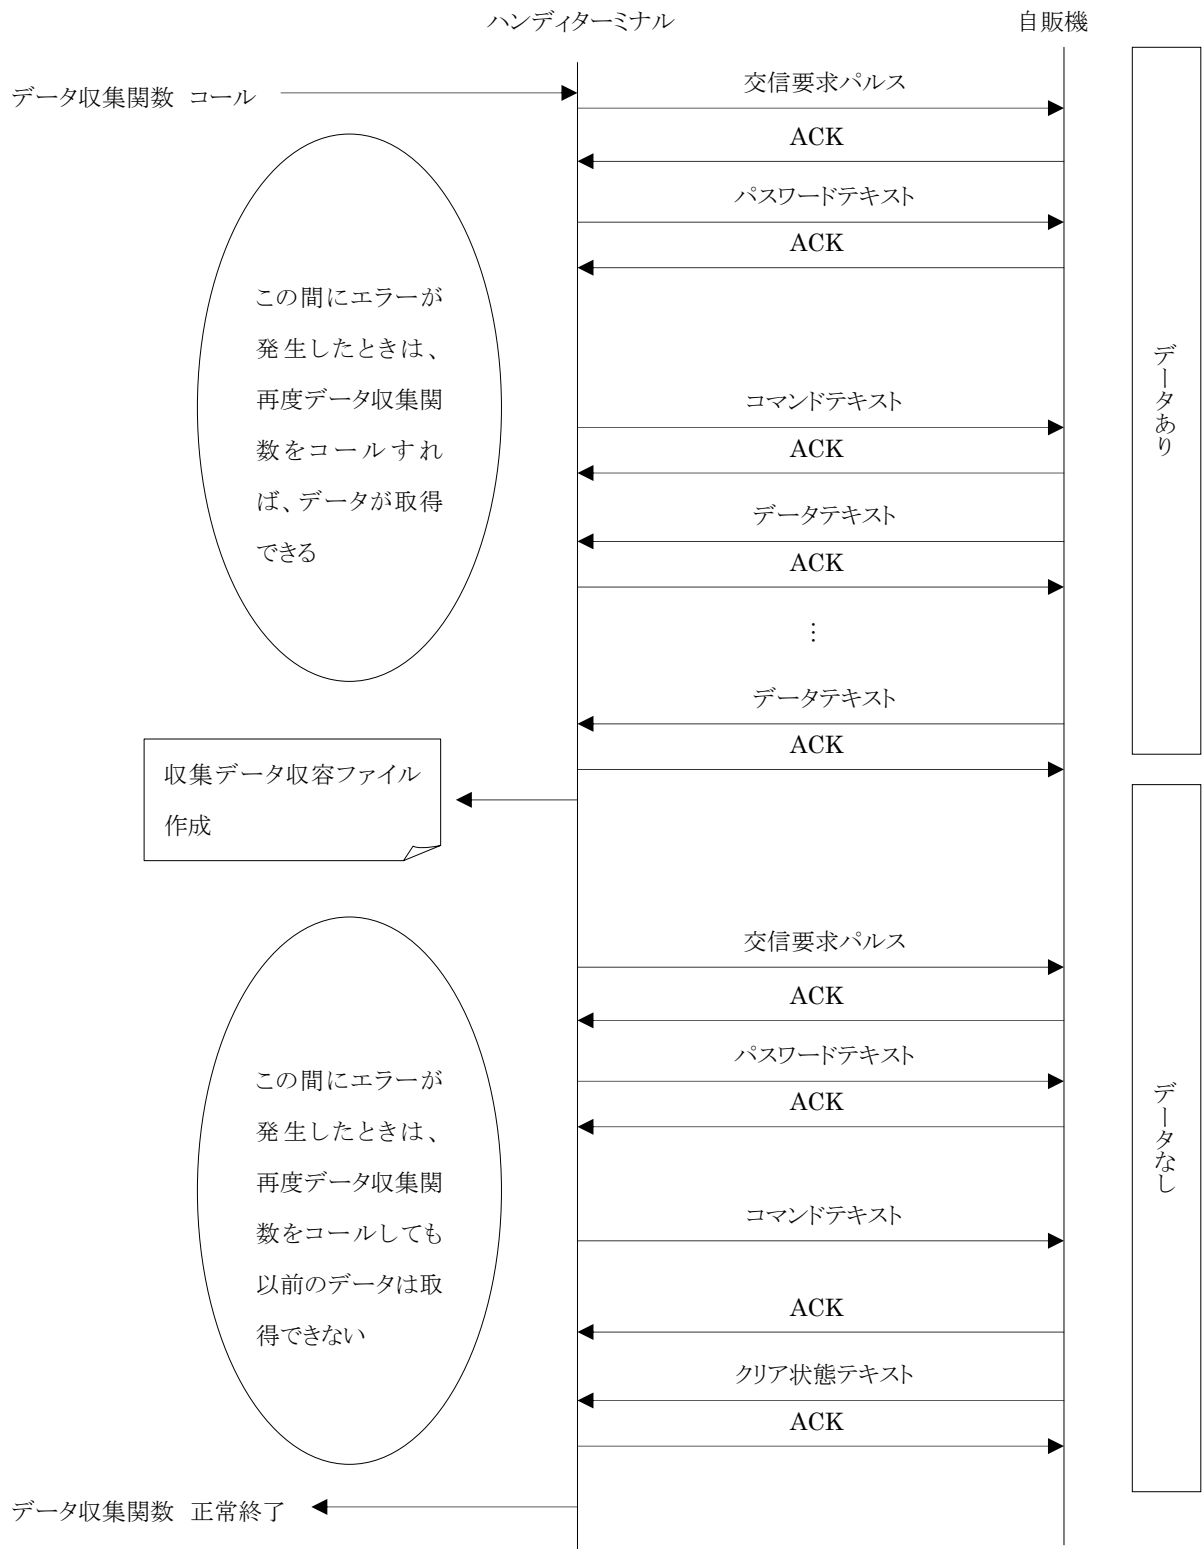 ハンディターミナル
自販機
データ収集関数 コール
交信要求パルス
ACK
パスワードテキスト
ACK
この間にエラーが
発生したときは、
再度データ収集関
数をコールすれ
ば、データが取得
できる
コマンドテキスト
ACK
データテキスト
ACK
…
データテキスト
ACK
データあり
収集データ収容ファイル
作成
交信要求パルス
ACK
パスワードテキスト
ACK
この間にエラーが
発生したときは、
再度データ収集関
数をコールしても
以前のデータは取
得できない
コマンドテキスト
ACK
クリア状態テキスト
ACK
データなし
データ収集関数 正常終了